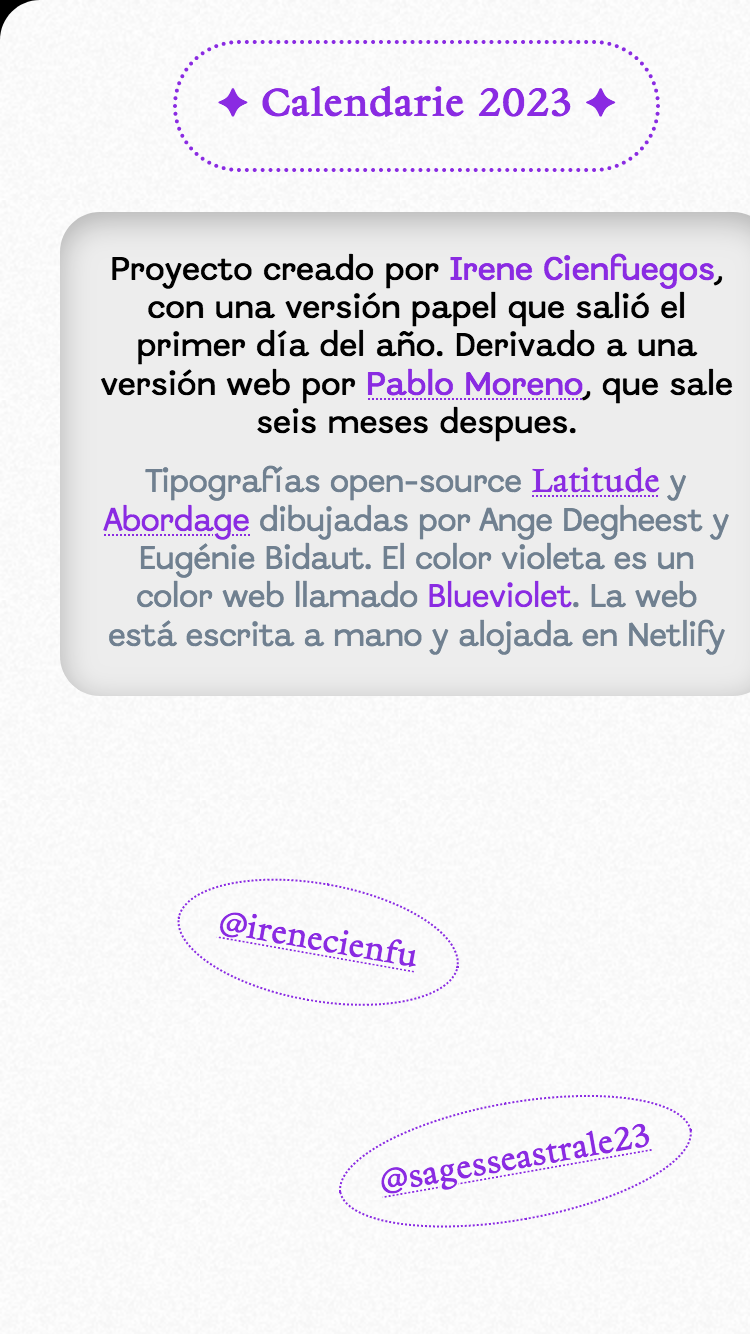 ✦ Calendarie 2023 ✦
Proyecto creado por Irene Cienfuegos,
con una versión papel que salió el
primer día del año. Derivado a una
versión web por Pablo Moreno, que sale
seis meses despues.
Tipografías open-source Latitude y
Abordage dibujadas por Ange Degheest y
Eugénie Bidaut. El color violeta es un
color web llamado Blueviolet. La web
está escrita a mano y alojada en Netlify
@irenecienfu
@sagesseastrale23